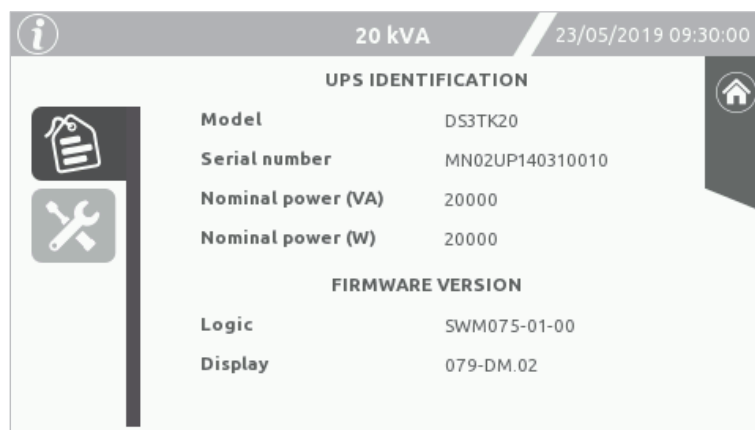 i 20 kVA 23/05/2019 09:30:00
UPS IDENTIFICATION
Model DS3TK20
Serial number MN02UP140310010
Nominal power (VA) 20000
Nominal power (W) 20000
FIRMWARE VERSION
Logic SWM075-01-00
Display 079-DM.02